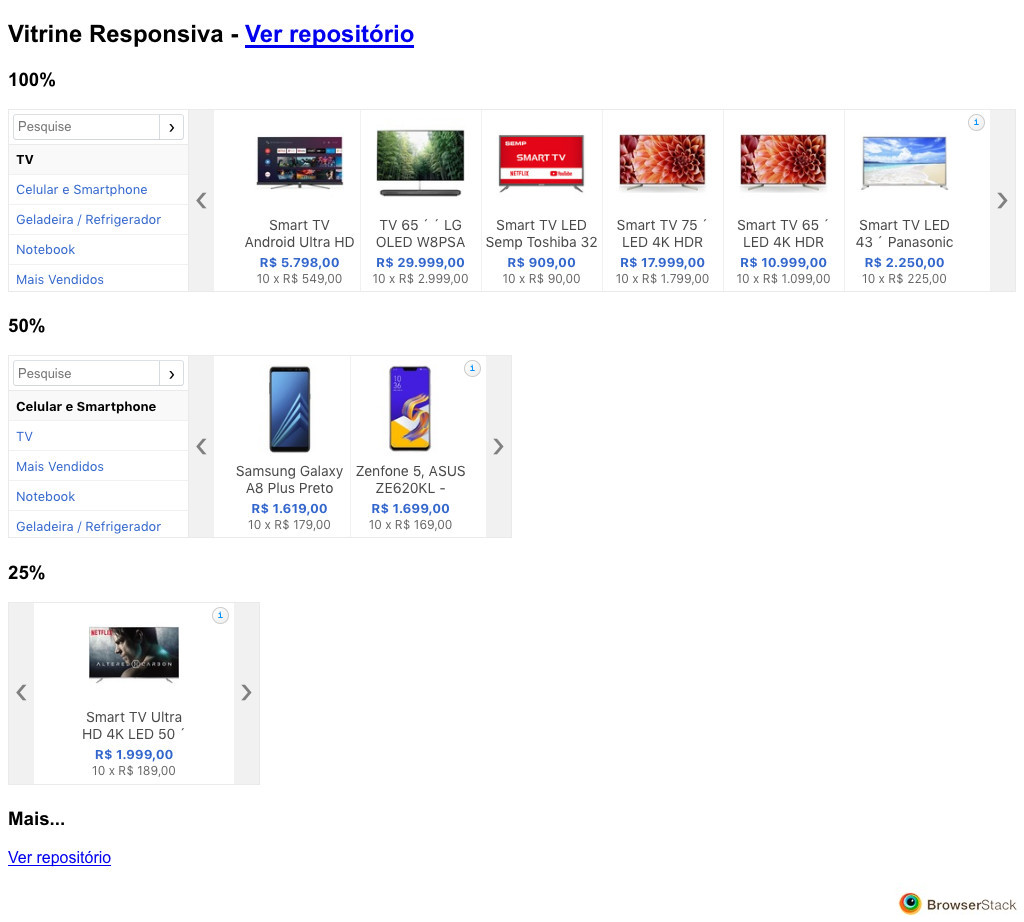 Vitrine Responsiva - Ver repositório
100%
Pesquise
›
TV
Celular e Smartphone
Geladeira / Refrigerador
Notebook
Mais Vendidos
SEMP
SMART TV
NETFLIX YouTube
Smart TV
Android Ultra HD
R$ 5.798,00
10 x R$ 549,00
TV 65 ´ ´ LG
OLED W8PSA
R$ 29.999,00
10 x R$ 2.999,00
Smart TV LED
Semp Toshiba 32
R$ 909,00
10 x R$ 90,00
Smart TV 75 ´
LED 4K HDR
R$ 17.999,00
10 x R$ 1.799,00
Smart TV 65 ´
LED 4K HDR
R$ 10.999,00
10 x R$ 1.099,00
Smart TV LED
43 ´ Panasonic
R$ 2.250,00
10 x R$ 225,00
i
50%
Pesquise
›
Celular e Smartphone
TV
Mais Vendidos
Notebook
Geladeira / Refrigerador
Samsung Galaxy
A8 Plus Preto
R$ 1.619,00
10 x R$ 179,00
10
36
Zenfone 5, ASUS
ZE620KL -
R$ 1.699,00
10 x R$ 169,00
i
25%
i
NETFLIX
ALTERED CARBON
Smart TV Ultra
HD 4K LED 50 ´
R$ 1.999,00
10 x R$ 189,00
Mais...
Ver repositório
BrowserStack